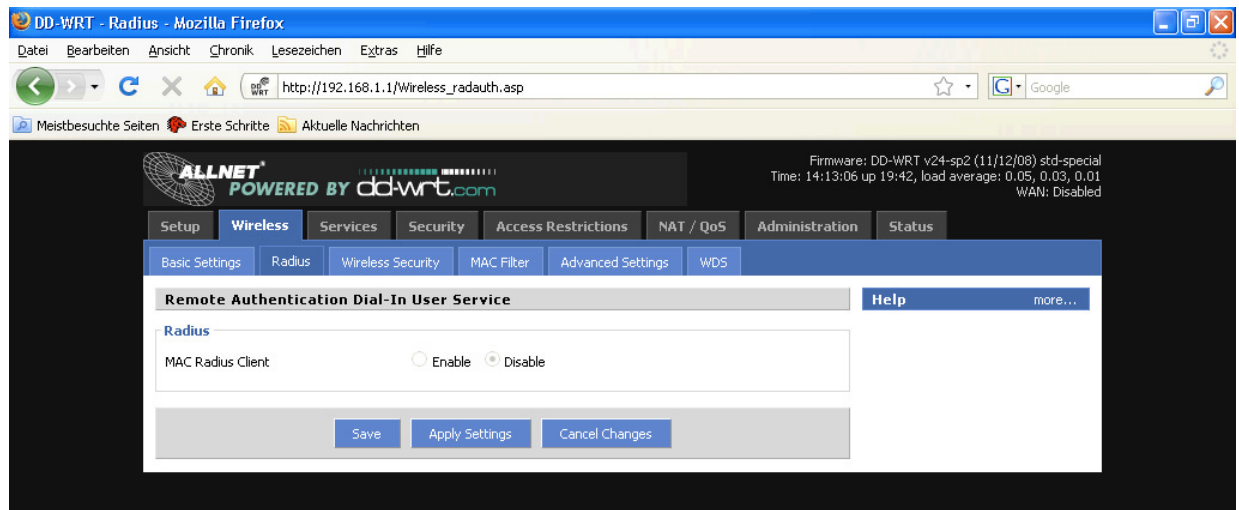 DD-WRT - Radius - Mozilla Firefox
Datei Bearbeiten Ansicht Chronik Lesezeichen Extras Hilfe
DD WRT http://192.168.1.1/Wireless_radauth.asp G Google
Meistbesuchte Seiten Erste Schritte Aktuelle Nachrichten
ALLNET
POWERED BY dd-wrt.com
Firmware: DD-WRT v24-sp2 (11/12/08) std-special
Time: 14:13:06 up 19:42, load average: 0.05, 0.03, 0.01
WAN: Disabled
Setup Wireless Services Security Access Restrictions NAT / QoS Administration Status
Basic Settings Radius Wireless Security MAC Filter Advanced Settings WDS
Remote Authentication Dial-In User Service
Help more...
Radius
MAC Radius Client Enable Disable
Save Apply Settings Cancel Changes